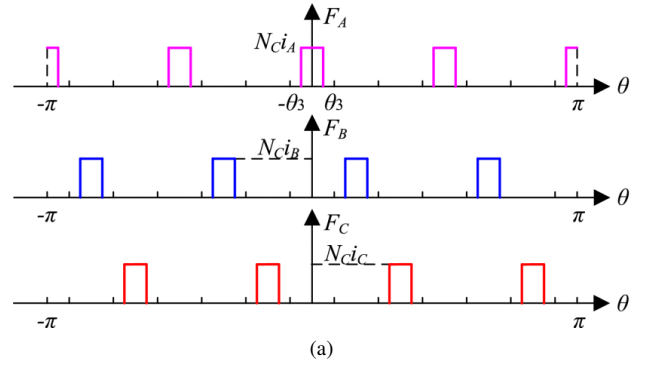 F_A
N_C i_A
-π -θ_3 θ_3 π θ
F_B
N_C i_B
-π π θ
F_C
N_C i_C
-π π θ
(a)